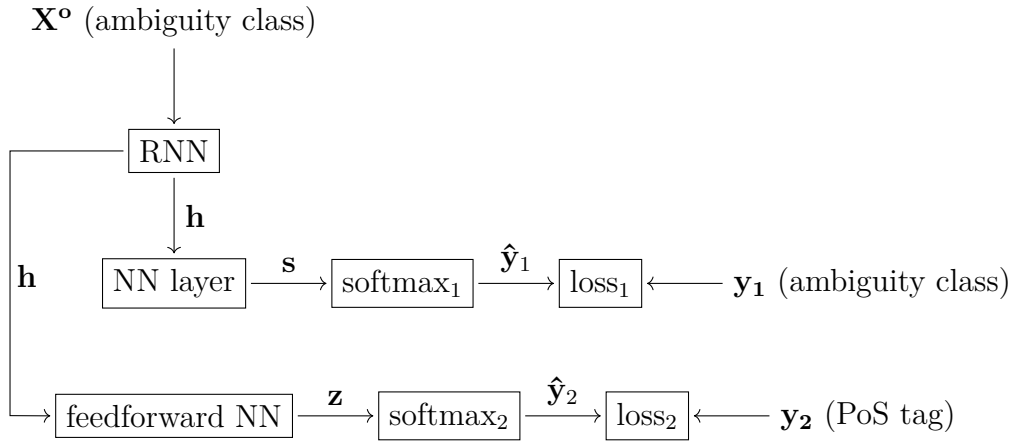 X^o (ambiguity class)
RNN
h
h
NN layer
s
softmax₁
ŷ₁
loss₁
y₁ (ambiguity class)
feedforward NN
z
softmax₂
ŷ₂
loss₂
y₂ (PoS tag)